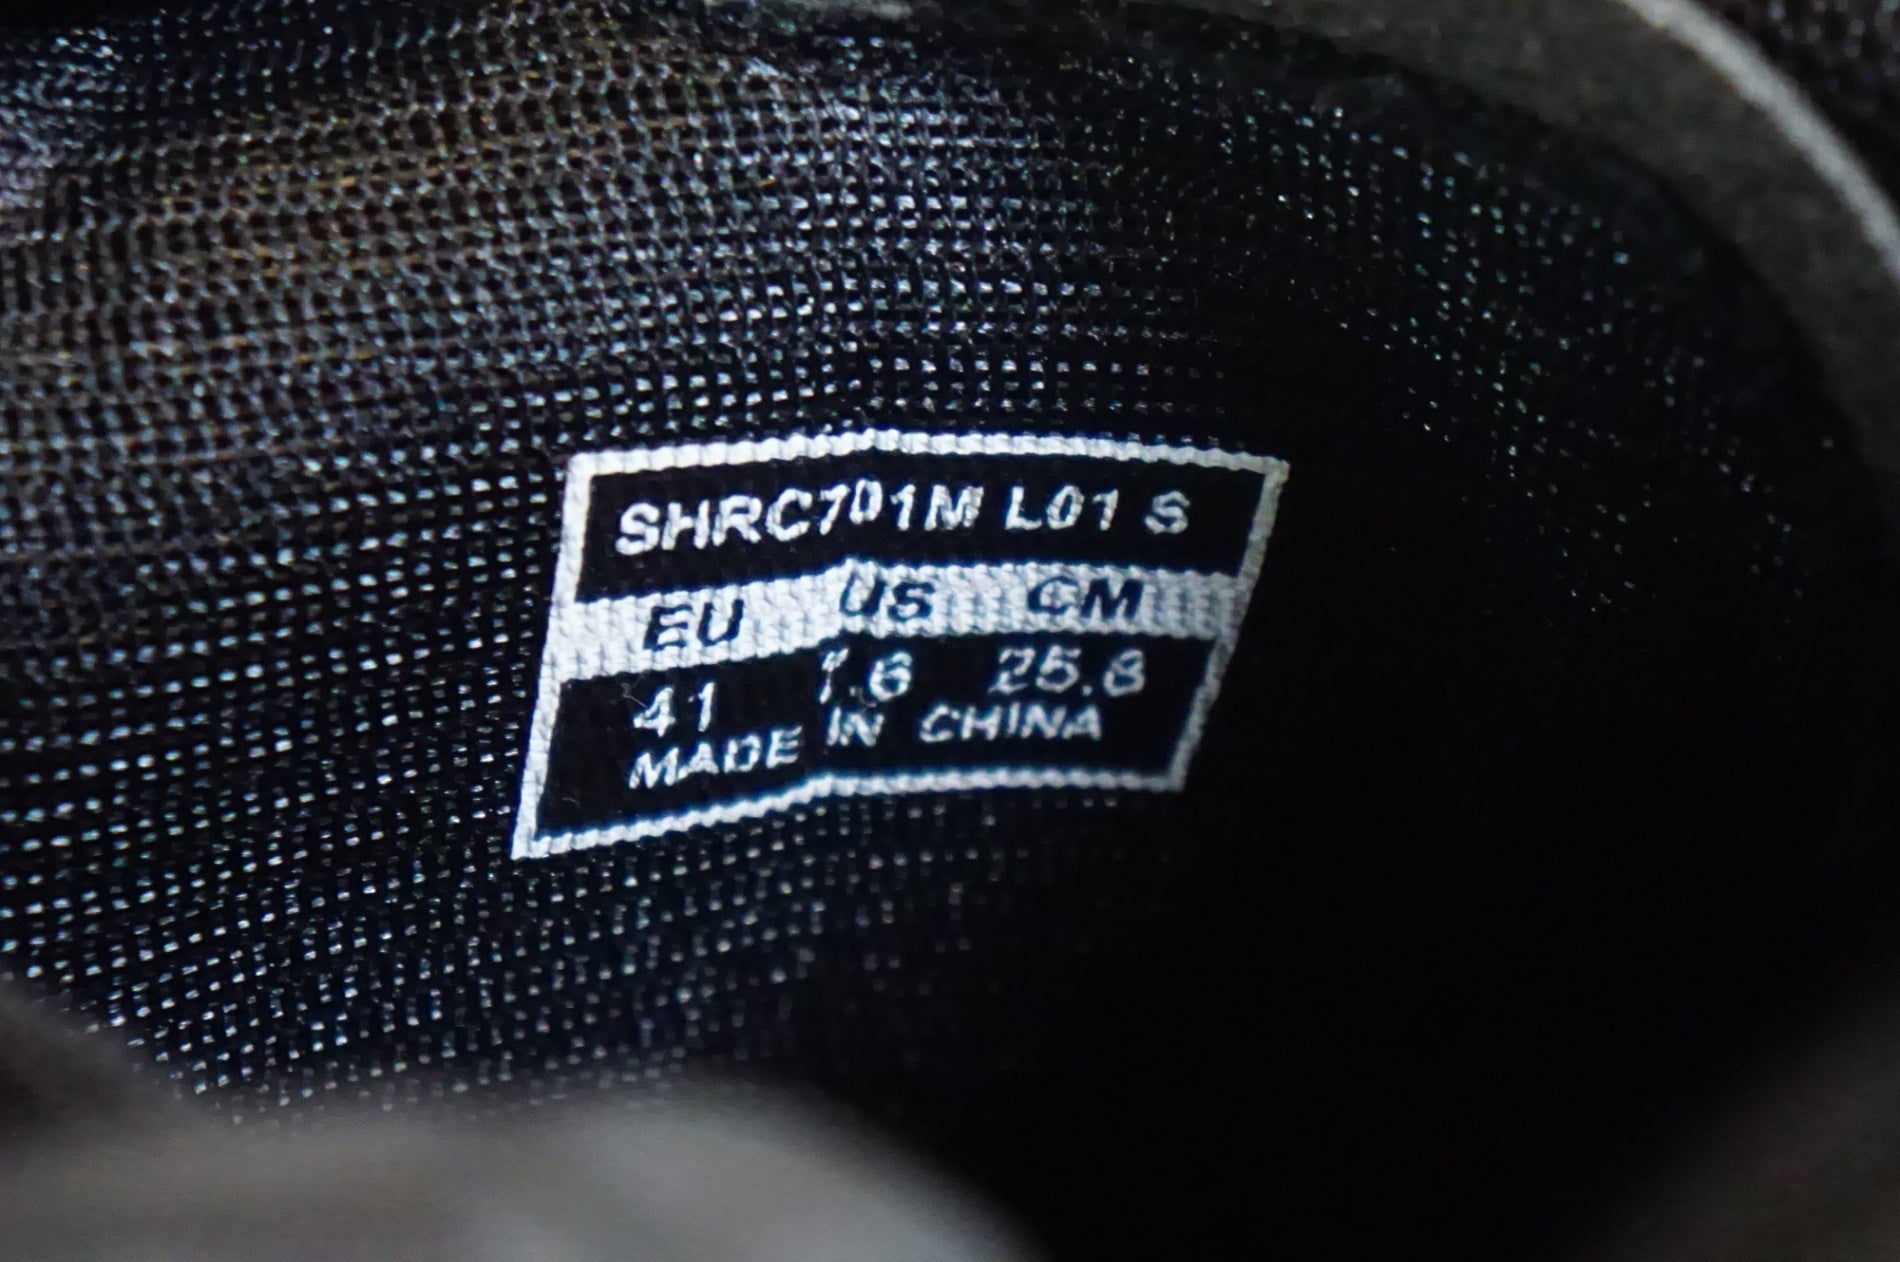 SHRC701M L01 S
EU US CM
41 7.6 25.8
MADE IN CHINA